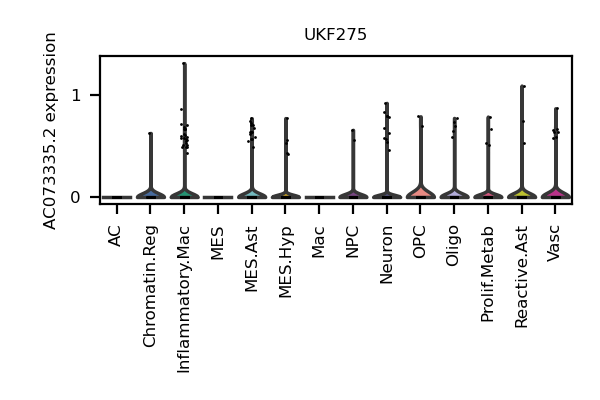 UKF275
AC073335.2 expression
1
0
AC
Chromatin.Reg
Inflammatory.Mac
MES
MES.Ast
MES.Hyp
Mac
NPC
Neuron
OPC
Oligo
Prolif.Metab
Reactive.Ast
Vasc